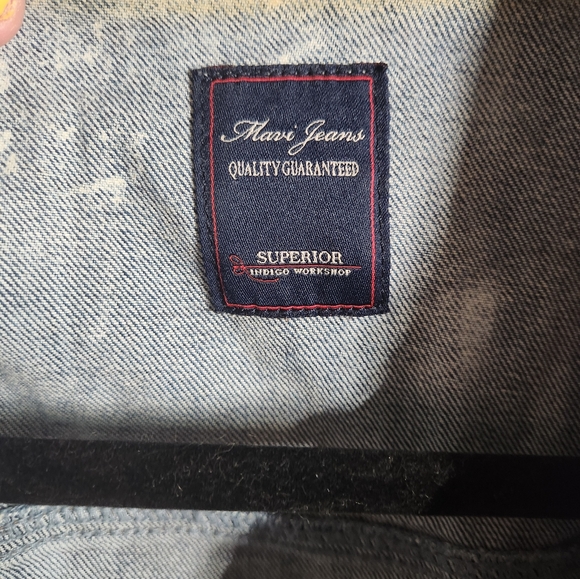 Mavi Jeans
QUALITY GUARANTEED
SUPERIOR
INDIGO WORKSHOP